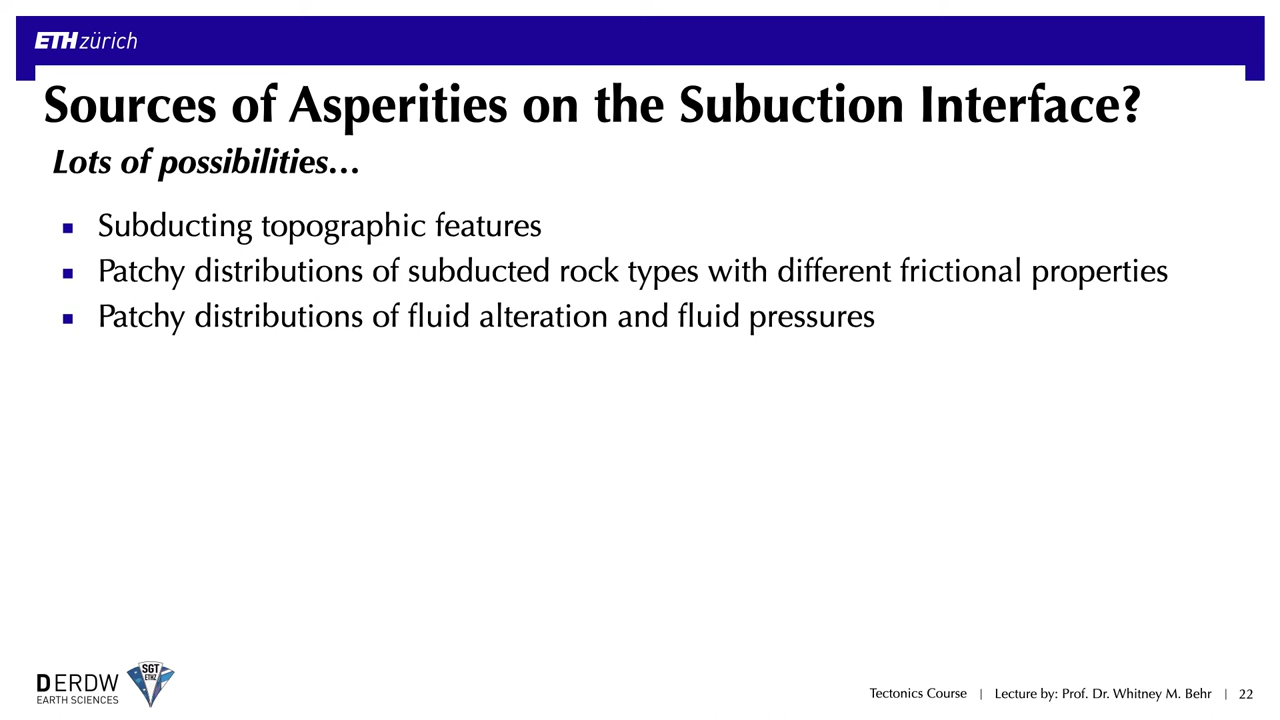 ETH zürich
Sources of Asperities on the Subuction Interface?
Lots of possibilities…
▪ Subducting topographic features
▪ Patchy distributions of subducted rock types with different frictional properties
▪ Patchy distributions of fluid alteration and fluid pressures
DERDW
EARTH SCIENCES
SGT
ETHZ
Tectonics Course | Lecture by: Prof. Dr. Whitney M. Behr | 22